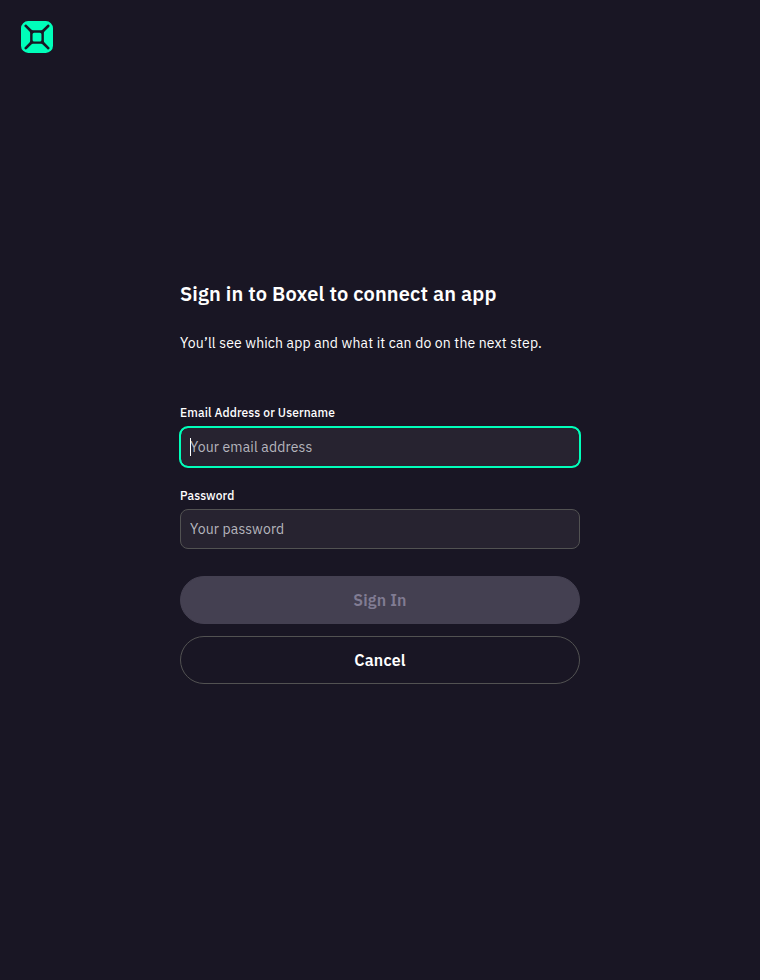 Sign in to Boxel to connect an app
You’ll see which app and what it can do on the next step.
Email Address or Username
Your email address
Password
Your password
Sign In
Cancel